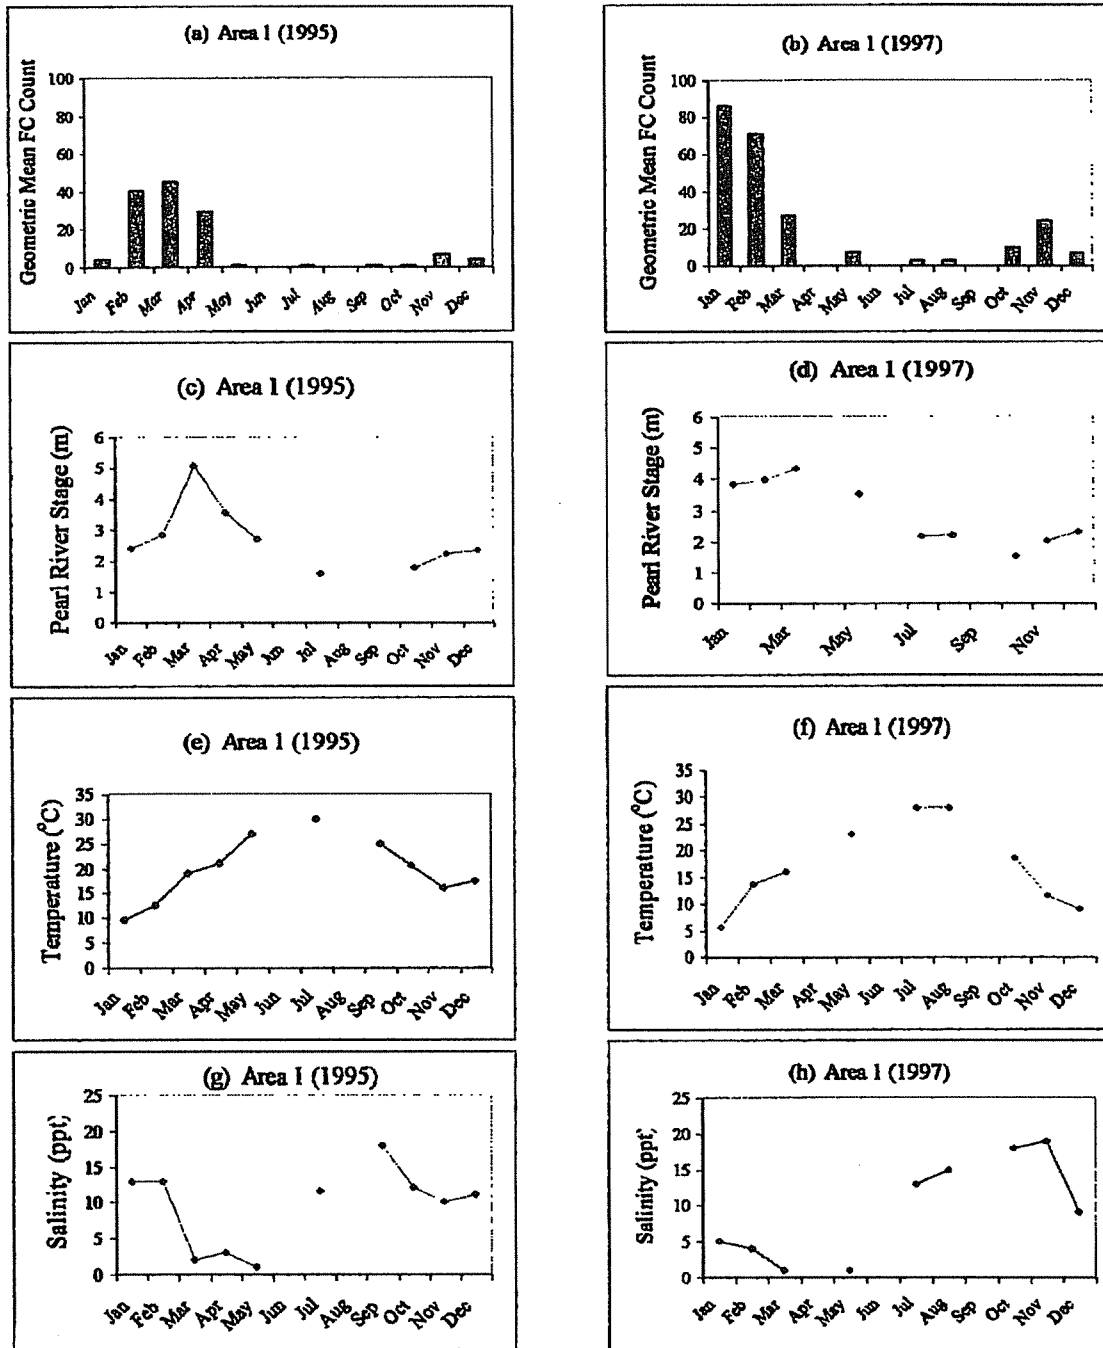 (a) Area 1 (1995)
Geometric Mean FC Count
100
80
60
40
20
0
Jan Feb Mar Apr May Jun Jul Aug Sep Oct Nov Dec
(b) Area 1 (1997)
Geometric Mean FC Count
100
80
60
40
20
0
Jan Feb Mar Apr May Jun Jul Aug Sep Oct Nov Dec
(c) Area 1 (1995)
Pearl River Stage (m)
6
5
4
3
2
1
0
Jan Feb Mar Apr May Jun Jul Aug Sep Oct Nov Dec
(d) Area 1 (1997)
Pearl River Stage (m)
6
5
4
3
2
1
0
Jan Mar May Jul Sep Nov
(e) Area 1 (1995)
Temperature (°C)
35
30
25
20
15
10
5
0
Jan Feb Mar Apr May Jun Jul Aug Sep Oct Nov Dec
(f) Area 1 (1997)
Temperature (°C)
35
30
25
20
15
10
5
0
Jan Feb Mar Apr May Jun Jul Aug Sep Oct Nov Dec
(g) Area 1 (1995)
Salinity (ppt)
25
20
15
10
5
0
Jan Feb Mar Apr May Jun Jul Aug Sep Oct Nov Dec
(h) Area 1 (1997)
Salinity (ppt)
25
20
15
10
5
0
Jan Feb Mar Apr May Jun Jul Aug Sep Oct Nov Dec